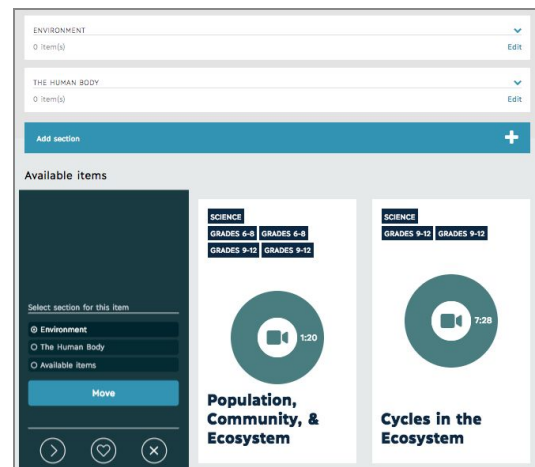 ENVIRONMENT
0 item(s)
Edit
THE HUMAN BODY
0 item(s)
Edit
Add section
Available items
Select section for this item
Environment
The Human Body
Available items
Move
SCIENCE
GRADES 6-8 GRADES 6-8
GRADES 9-12 GRADES 9-12
1:20
Population,
Community, &
Ecosystem
SCIENCE
GRADES 9-12 GRADES 9-12
7:28
Cycles in the
Ecosystem